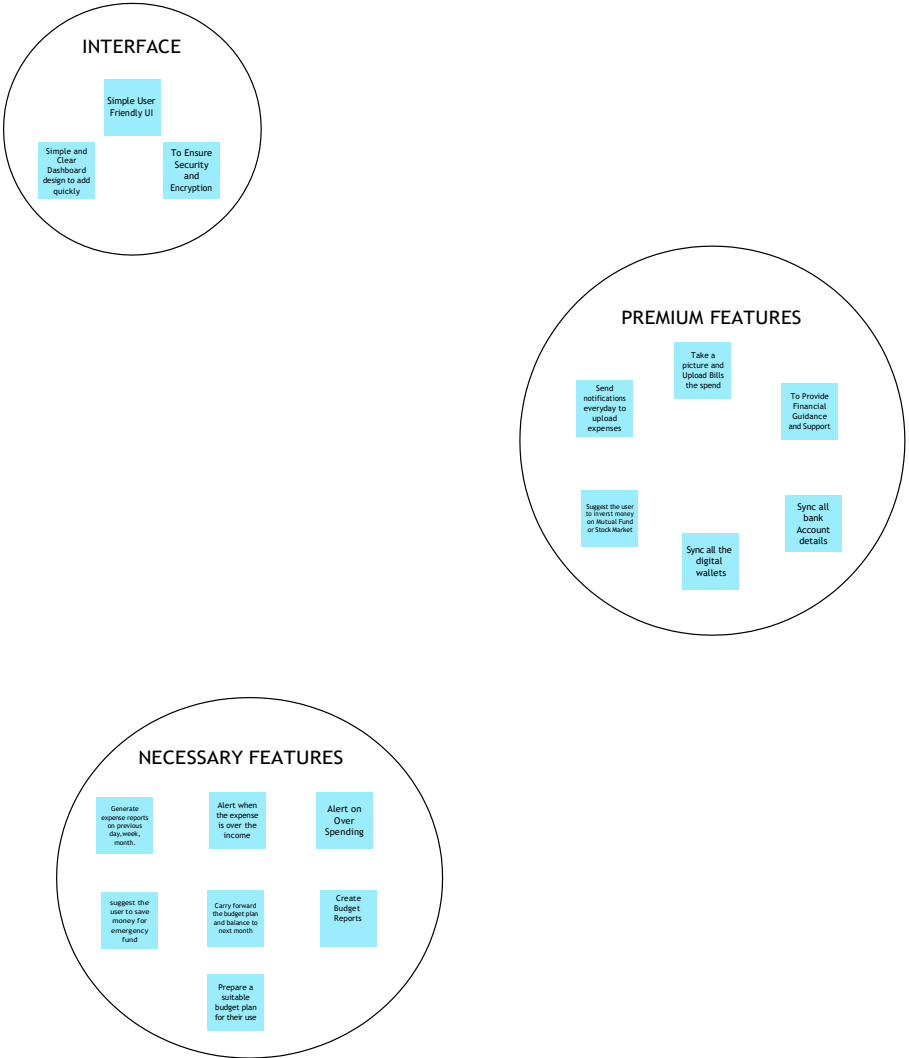 INTERFACE
Simple User
Friendly UI
Simple and
Clear
Dashboard
design to add
quickly
To Ensure
Security
and
Encryption
PREMIUM FEATURES
Take a
picture and
Upload Bills
the spend
Send
notifications
everyday to
upload
expenses
To Provide
Financial
Guidance
and Support
Suggest the user
to inverst money
on Mutual Fund
or Stock Market
Sync all
bank
Account
details
Sync all the
digital
wallets
NECESSARY FEATURES
Generate
expense reports
on previous
day,week,
month.
Alert when
the expense
is over the
income
Alert on
Over
Spending
suggest the
user to save
money for
emergency
fund
Carry forward
the budget plan
and balance to
next month
Create
Budget
Reports
Prepare a
suitable
budget plan
for their use